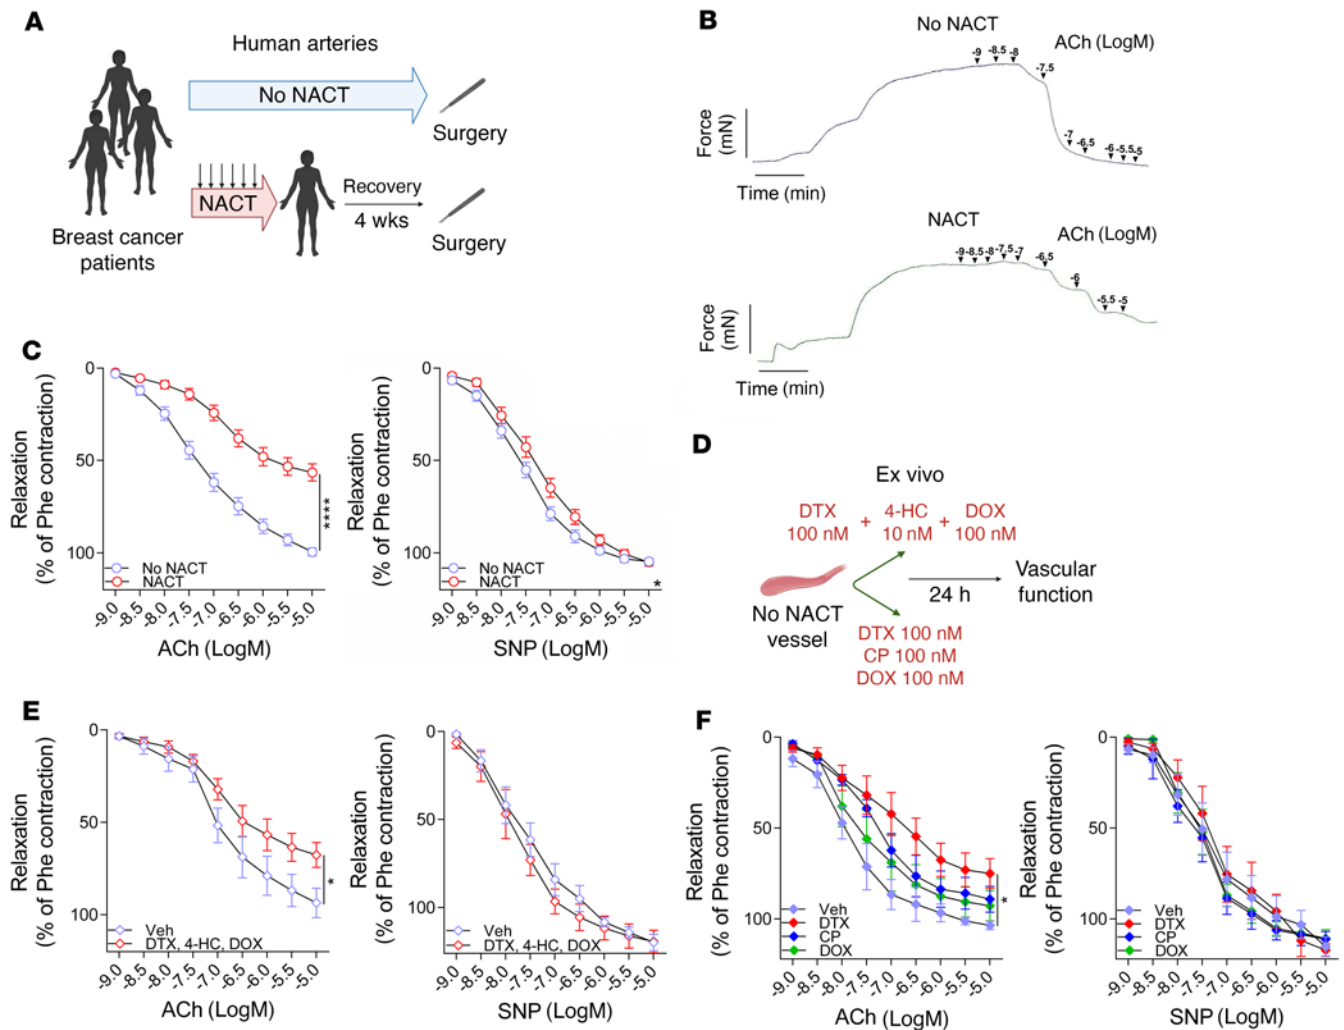 A
Human arteries
No NACT
Surgery
NACT
Recovery
4 wks
Surgery
Breast cancer
patients
B
No NACT
ACh (LogM)
-9 -8.5 -8
-7.5
-7
-6.5
-6 -5.5 -5
Force
(mN)
Time (min)
NACT
ACh (LogM)
-9 -8.5 -8 -7.5 -7
-6.5
-6
-5.5 -5
Force
(mN)
Time (min)
C
Relaxation
(% of Phe contraction)
0
50
100
No NACT
NACT
****
-9.0 -8.5 -8.0 -7.5 -7.0 -6.5 -6.0 -5.5 -5.0
ACh (LogM)
Relaxation
(% of Phe contraction)
0
50
100
No NACT
NACT
*
-9.0 -8.5 -8.0 -7.5 -7.0 -6.5 -6.0 -5.5 -5.0
SNP (LogM)
D
Ex vivo
DTX + 4-HC + DOX
100 nM 10 nM 100 nM
No NACT
vessel
24 h
Vascular
function
DTX 100 nM
CP 100 nM
DOX 100 nM
E
Relaxation
(% of Phe contraction)
0
50
100
Veh
DTX, 4-HC, DOX
*
-9.0 -8.5 -8.0 -7.5 -7.0 -6.5 -6.0 -5.5 -5.0
ACh (LogM)
Relaxation
(% of Phe contraction)
0
50
100
Veh
DTX, 4-HC, DOX
-9.0 -8.5 -8.0 -7.5 -7.0 -6.5 -6.0 -5.5 -5.0
SNP (LogM)
F
Relaxation
(% of Phe contraction)
0
50
100
Veh
DTX
CP
DOX
*
-9.0 -8.5 -8.0 -7.5 -7.0 -6.5 -6.0 -5.5 -5.0
ACh (LogM)
Relaxation
(% of Phe contraction)
0
50
100
Veh
DTX
CP
DOX
-9.0 -8.5 -8.0 -7.5 -7.0 -6.5 -6.0 -5.5 -5.0
SNP (LogM)